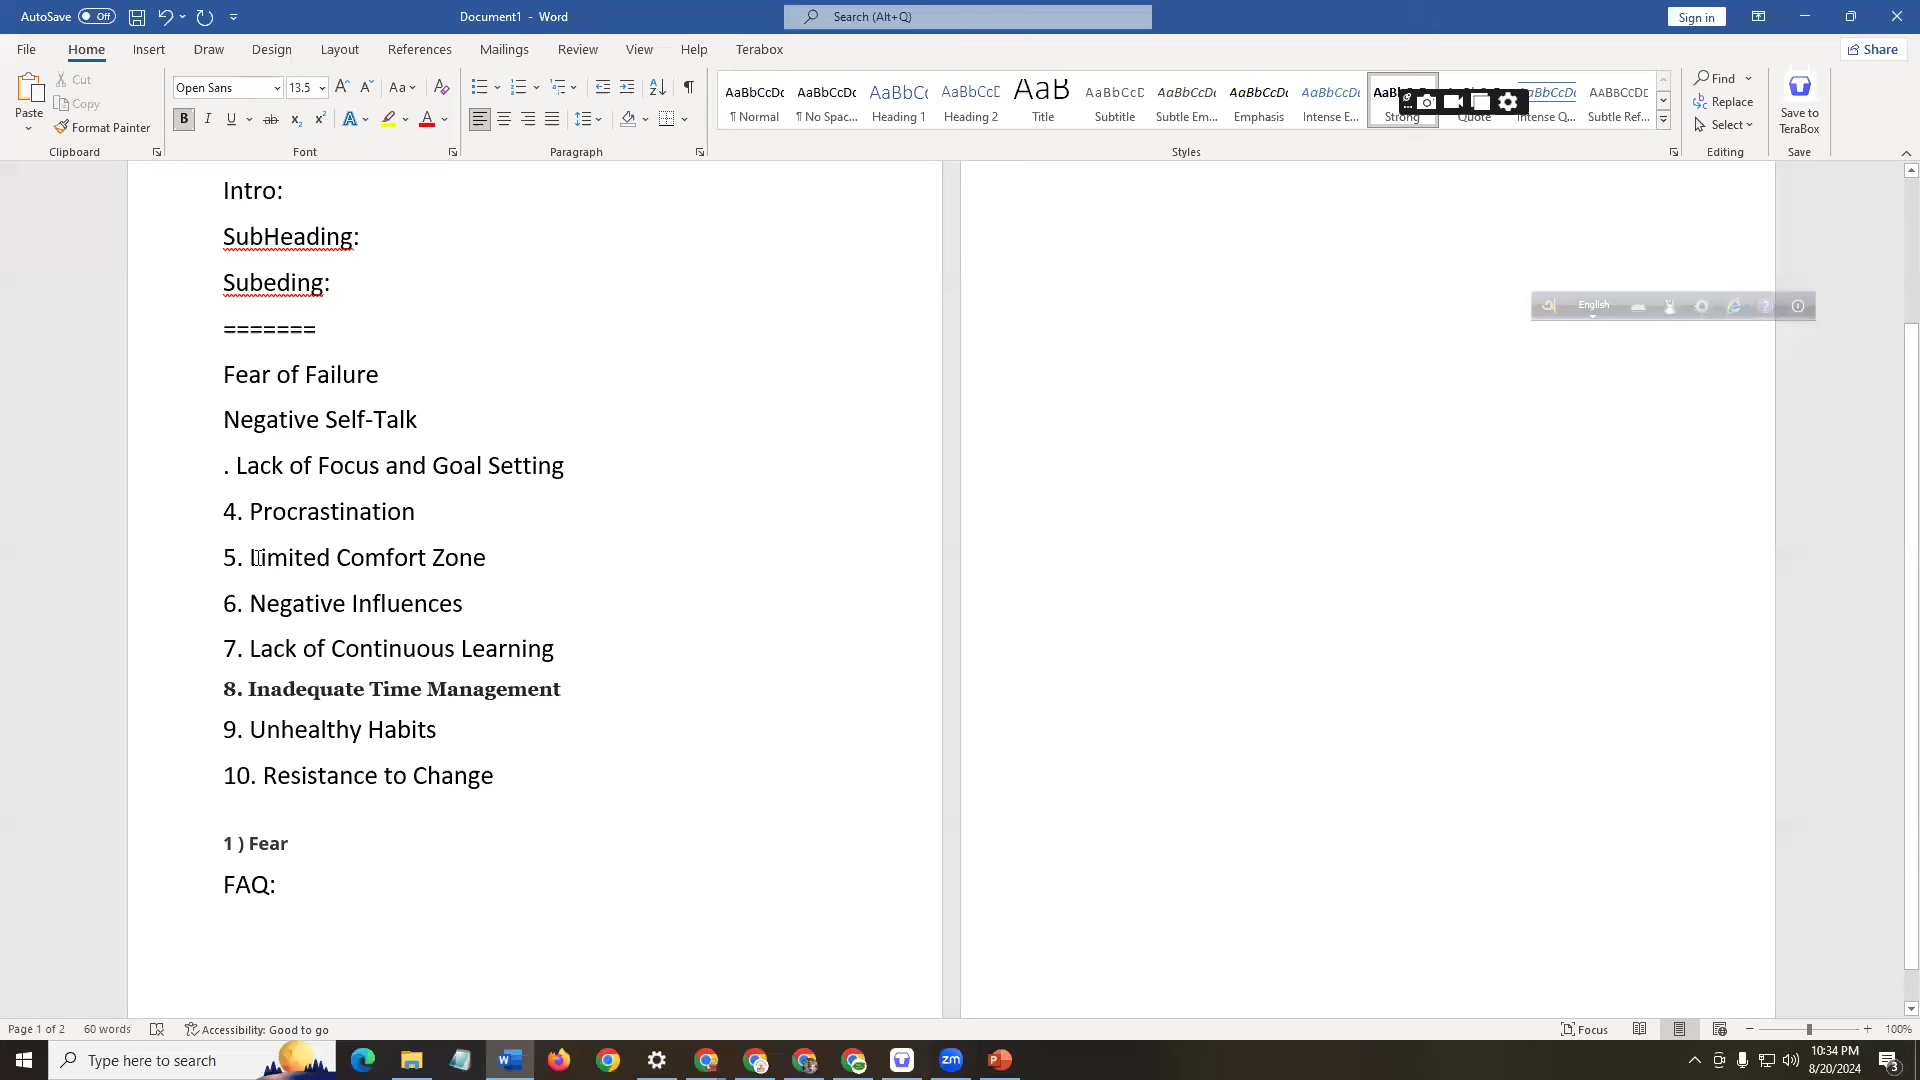 AutoSave Off Document1 - Word Search (Alt+Q) Sign in
File Home Insert Draw Design Layout References Mailings Review View Help Terabox Share
Paste Cut Copy Format Painter Clipboard
Open Sans 13.5 Aa Font
Paragraph
AaBbCcDc ¶ Normal
AaBbCcDc ¶ No Spac...
AaBbCc Heading 1
AaBbCcD Heading 2
AaB Title
AaBbCcD Subtitle
AaBbCcDc Subtle Em...
AaBbCcDc Emphasis
AaBbCcDc Intense E...
Strong
Quote
Intense Q...
AaBbCcDc Subtle Ref...
Styles
Find Replace Select Editing
Save to TeraBox Save
Intro:
SubHeading:
Subeding:
=======
Fear of Failure
Negative Self-Talk
. Lack of Focus and Goal Setting
4. Procrastination
5. Limited Comfort Zone
6. Negative Influences
7. Lack of Continuous Learning
8. Inadequate Time Management
9. Unhealthy Habits
10. Resistance to Change
1 ) Fear
FAQ:
English
Page 1 of 2 60 words Accessibility: Good to go Focus 100%
Type here to search
zm
10:34 PM
8/20/2024
3